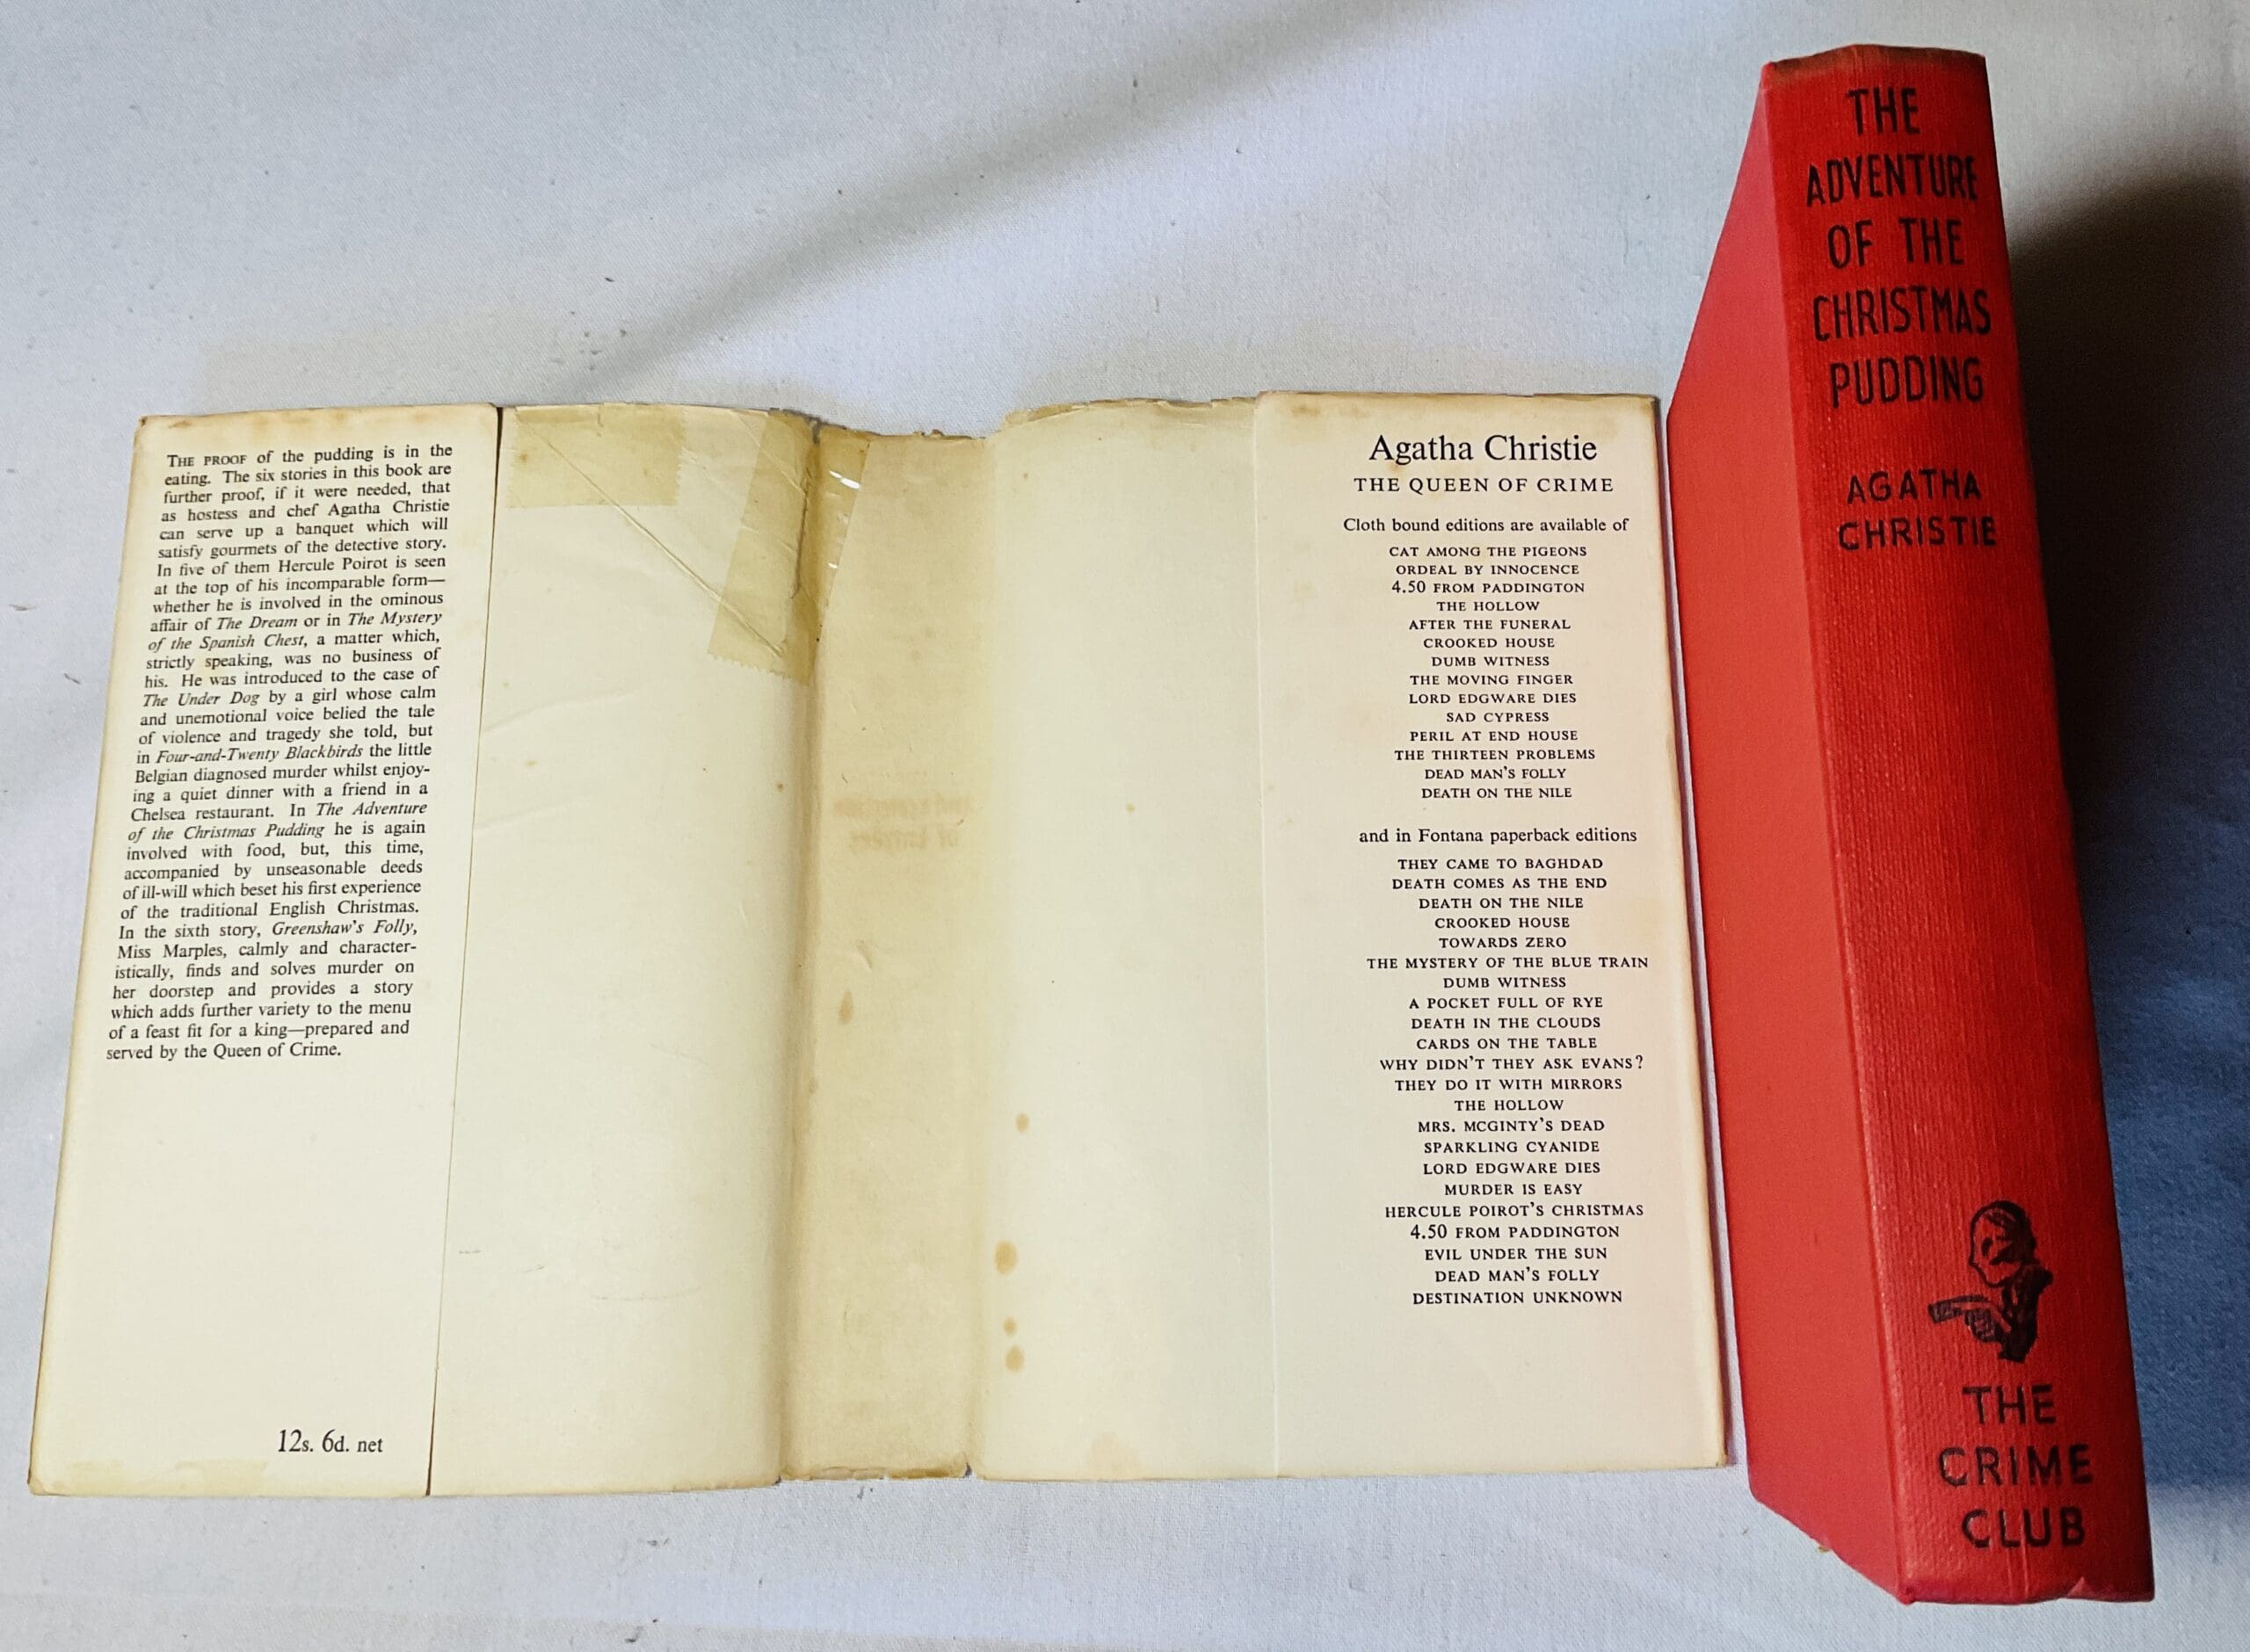 THE PROOF of the pudding is in the
eating. The six stories in this book are
further proof, if it were needed, that
as hostess and chef Agatha Christie
can serve up a banquet which will
satisfy gourmets of the detective story.
In five of them Hercule Poirot is seen
at the top of his incomparable form—
whether he is involved in the ominous
affair of The Dream or in The Mystery
of the Spanish Chest, a matter which,
strictly speaking, was no business of
his. He was introduced to the case of
The Under Dog by a girl whose calm
and unemotional voice belied the tale
of violence and tragedy she told, but
in Four-and-Twenty Blackbirds the little
Belgian diagnosed murder whilst enjoy-
ing a quiet dinner with a friend in a
Chelsea restaurant. In The Adventure
of the Christmas Pudding he is again
involved with food, but, this time,
accompanied by unseasonable deeds
of ill-will which beset his first experience
of the traditional English Christmas.
In the sixth story, Greenshaw's Folly,
Miss Marples, calmly and character-
istically, finds and solves murder on
her doorstep and provides a story
which adds further variety to the menu
of a feast fit for a king—prepared and
served by the Queen of Crime.
12s. 6d. net
Agatha Christie
THE QUEEN OF CRIME
Cloth bound editions are available of
CAT AMONG THE PIGEONS
ORDEAL BY INNOCENCE
4.50 FROM PADDINGTON
THE HOLLOW
AFTER THE FUNERAL
CROOKED HOUSE
DUMB WITNESS
THE MOVING FINGER
LORD EDGWARE DIES
SAD CYPRESS
PERIL AT END HOUSE
THE THIRTEEN PROBLEMS
DEAD MAN'S FOLLY
DEATH ON THE NILE
and in Fontana paperback editions
THEY CAME TO BAGHDAD
DEATH COMES AS THE END
DEATH ON THE NILE
CROOKED HOUSE
TOWARDS ZERO
THE MYSTERY OF THE BLUE TRAIN
DUMB WITNESS
A POCKET FULL OF RYE
DEATH IN THE CLOUDS
CARDS ON THE TABLE
WHY DIDN'T THEY ASK EVANS?
THEY DO IT WITH MIRRORS
THE HOLLOW
MRS. MCGINTY'S DEAD
SPARKLING CYANIDE
LORD EDGWARE DIES
MURDER IS EASY
HERCULE POIROT'S CHRISTMAS
4.50 FROM PADDINGTON
EVIL UNDER THE SUN
DEAD MAN'S FOLLY
DESTINATION UNKNOWN
THE
ADVENTURE
OF THE
CHRISTMAS
PUDDING
AGATHA
CHRISTIE
THE
CRIME
CLUB